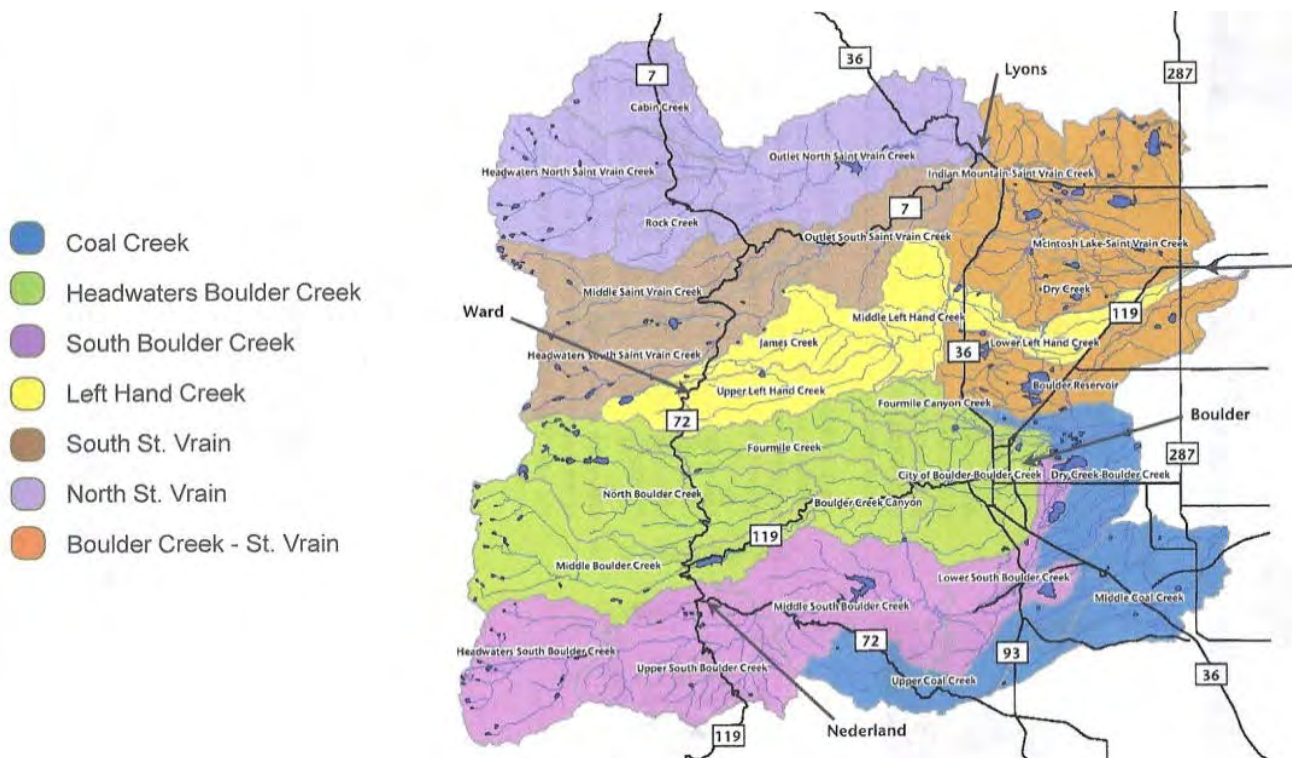 Coal Creek
Headwaters Boulder Creek
South Boulder Creek
Left Hand Creek
South St. Vrain
North St. Vrain
Boulder Creek - St. Vrain
7
36
287
Lyons
Cabin Creek
Outlet North Saint Vrain Creek
Headwaters North Saint Vrain Creek
Indian Mountain-Saint Vrain Creek
7
Rock Creek
Outlet South Saint Vrain Creek
McIntosh Lake-Saint Vrain Creek
Middle Saint Vrain Creek
Dry Creek
Ward
Middle Left Hand Creek
119
James Creek
Lower Left Hand Creek
Headwaters South Saint Vrain Creek
36
Upper Left Hand Creek
Boulder Reservoir
Fourmile Canyon Creek
72
Boulder
Fourmile Creek
287
City of Boulder-Boulder Creek
Dry Creek-Boulder Creek
North Boulder Creek
Boulder Creek Canyon
119
Middle Boulder Creek
Lower South Boulder Creek
Middle South Boulder Creek
Middle Coal Creek
72
93
Headwaters South Boulder Creek
Upper South Boulder Creek
Upper Coal Creek
36
Nederland
119